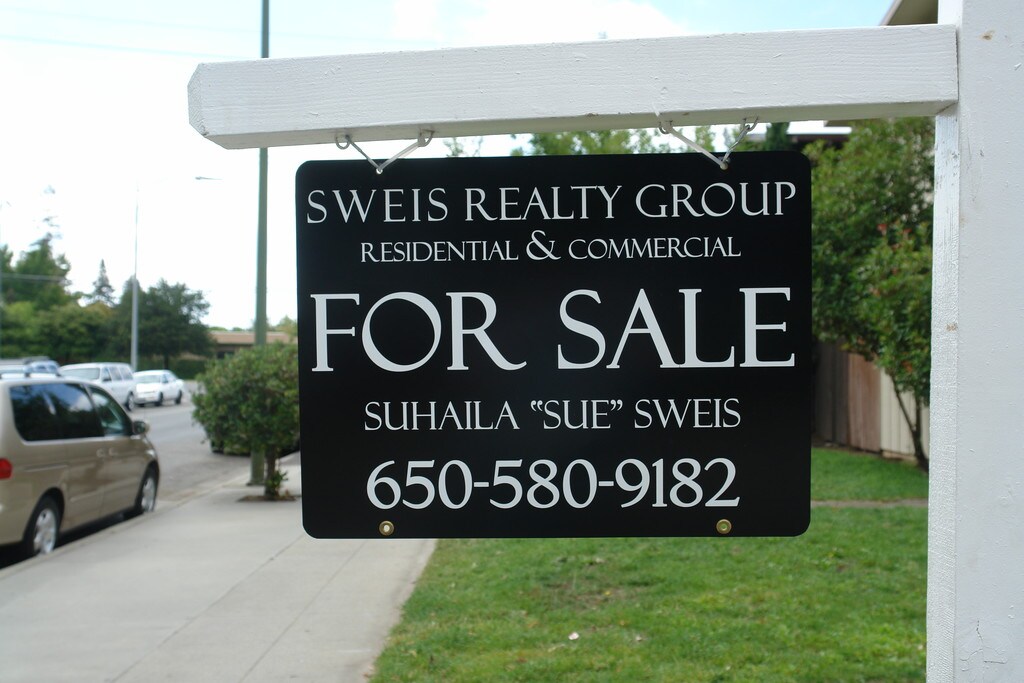 SWEIS REALTY GROUP
RESIDENTIAL & COMMERCIAL
FOR SALE
SUHAILA "SUE" SWEIS
650-580-9182